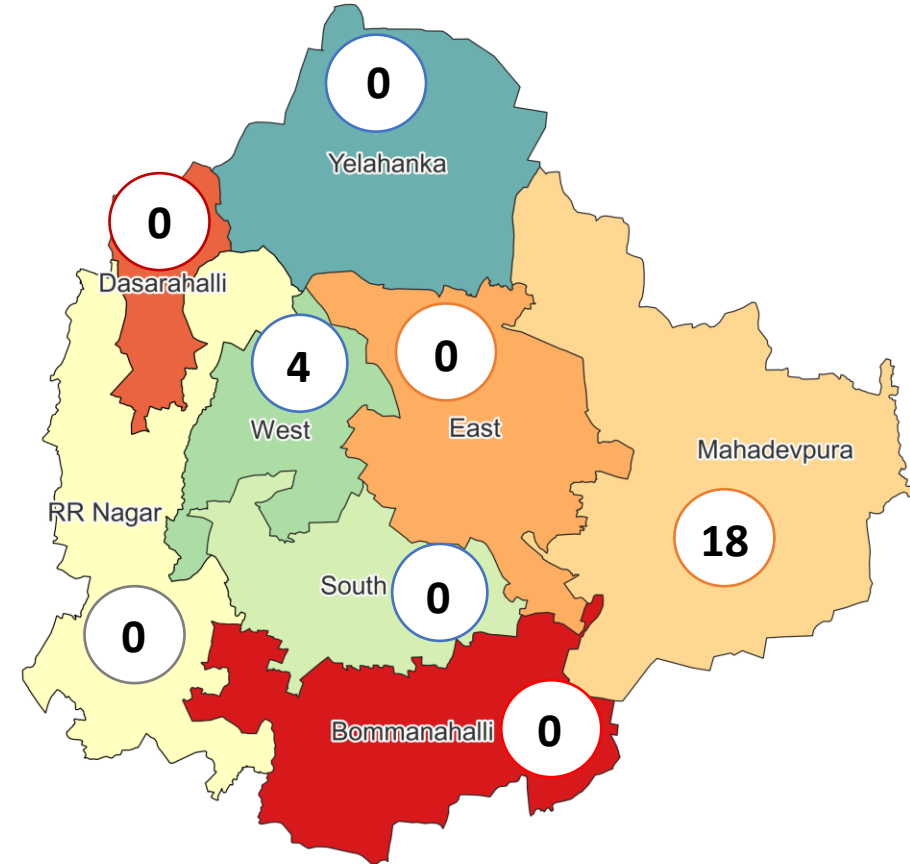 0
Yelahanka
0
Dasarahalli
4
West
0
East
Mahadevpura
18
RR Nagar
0
South
0
Bommanahalli
0